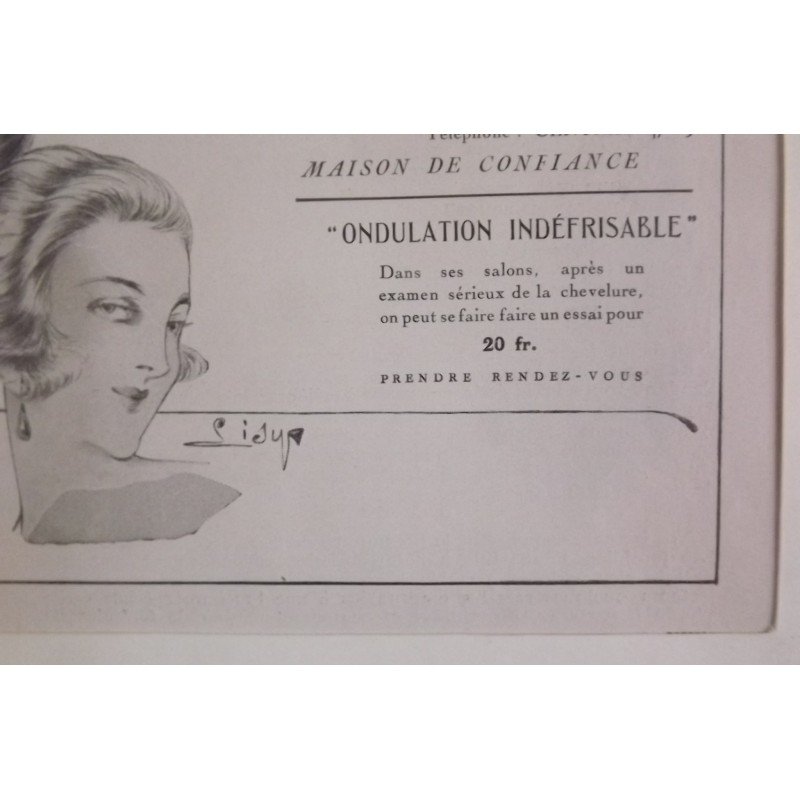 Téléphone :
MAISON DE CONFIANCE
"ONDULATION INDÉFRISABLE"
Dans ses salons, après un
examen sérieux de la chevelure,
on peut se faire faire un essai pour
20 fr.
PRENDRE RENDEZ-VOUS